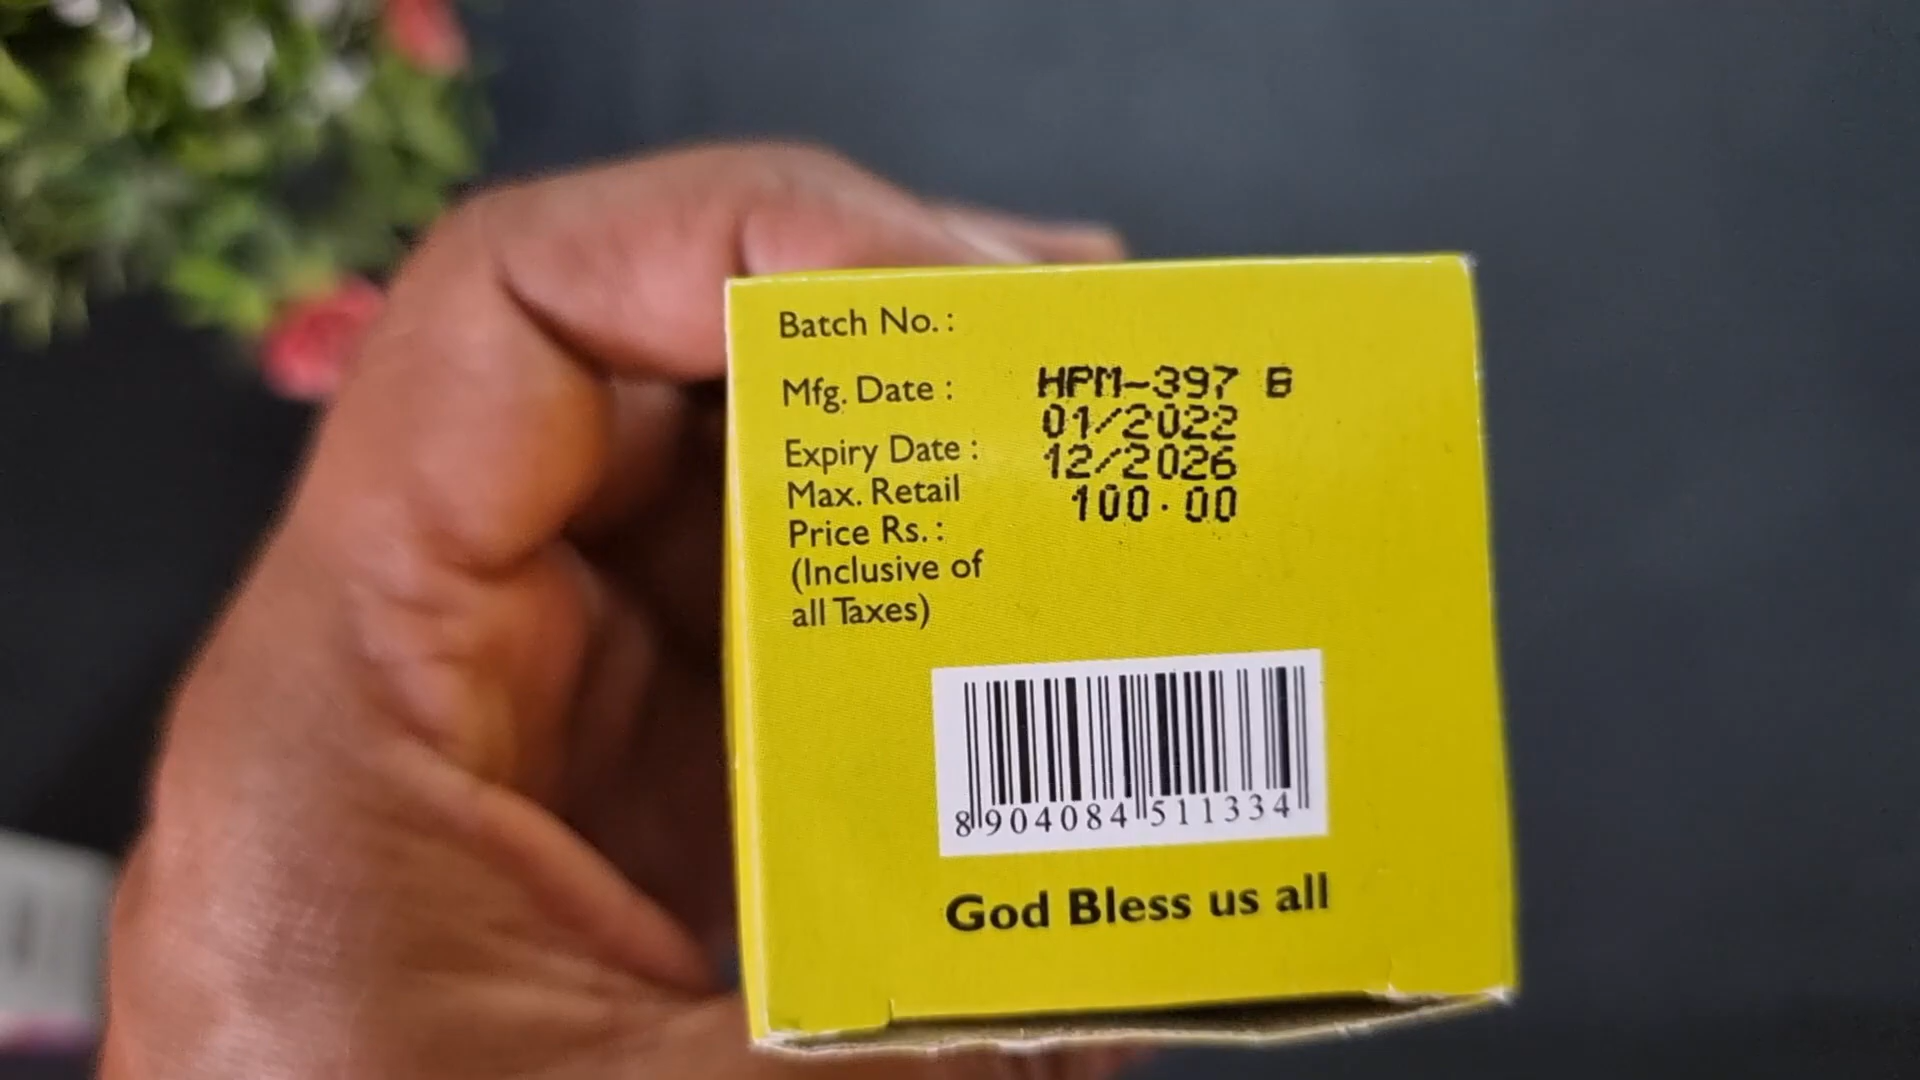 Batch No. :
Mfg. Date : HPM-397 B
01/2022
Expiry Date : 12/2026
Max. Retail 100.00
Price Rs. :
(Inclusive of
all Taxes)
8904084511334
God Bless us all